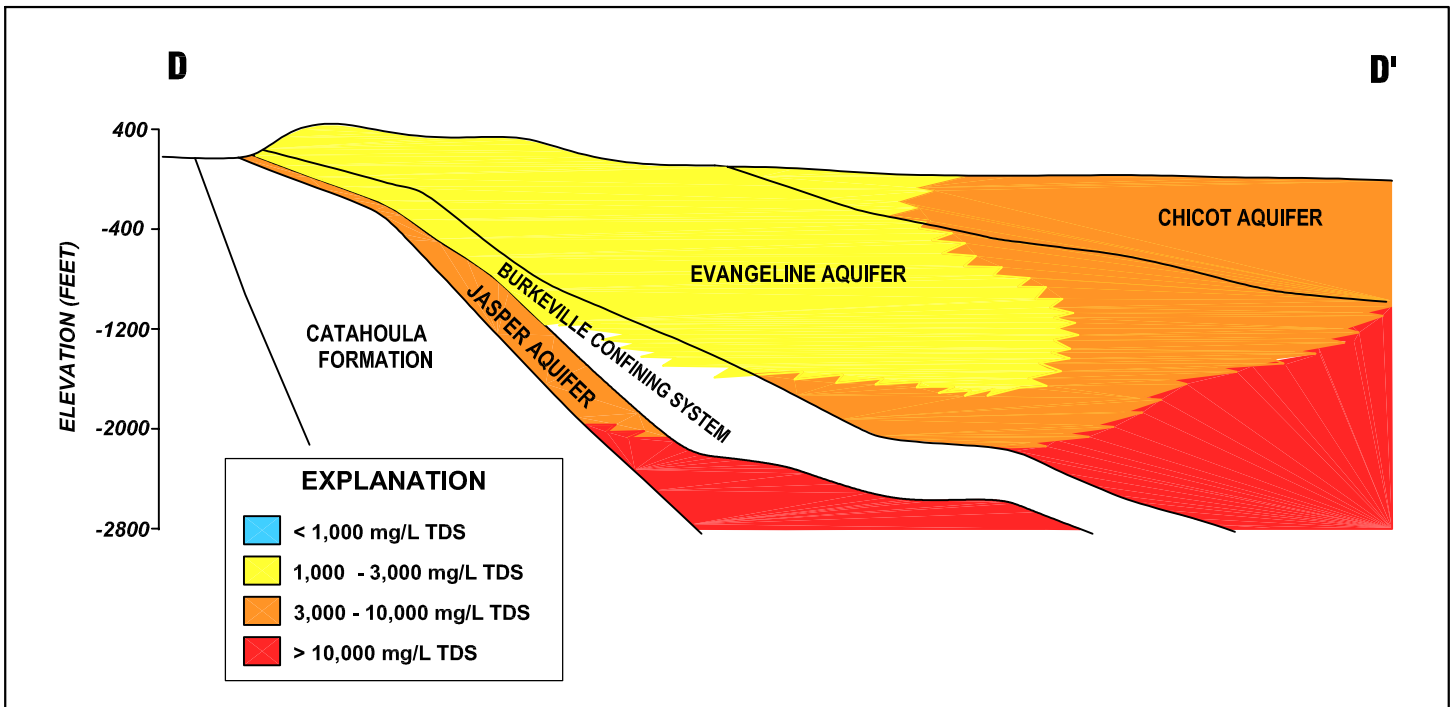 D
D'
400
-400
-1200
-2000
-2800
ELEVATION (FEET)
CHICOT AQUIFER
EVANGELINE AQUIFER
BURKEVILLE CONFINING SYSTEM
JASPER AQUIFER
CATAHOULA
FORMATION
EXPLANATION
< 1,000 mg/L TDS
1,000 - 3,000 mg/L TDS
3,000 - 10,000 mg/L TDS
> 10,000 mg/L TDS